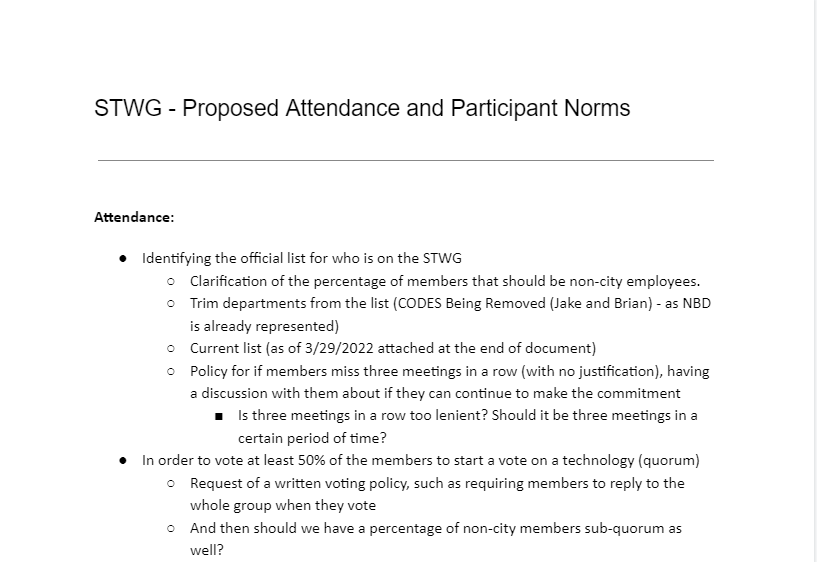 STWG - Proposed Attendance and Participant Norms
Attendance:
● Identifying the official list for who is on the STWG
○ Clarification of the percentage of members that should be non-city employees.
○ Trim departments from the list (CODES Being Removed (Jake and Brian) - as NBD
is already represented)
○ Current list (as of 3/29/2022 attached at the end of document)
○ Policy for if members miss three meetings in a row (with no justification), having
a discussion with them about if they can continue to make the commitment
■ Is three meetings in a row too lenient? Should it be three meetings in a
certain period of time?
● In order to vote at least 50% of the members to start a vote on a technology (quorum)
○ Request of a written voting policy, such as requiring members to reply to the
whole group when they vote
○ And then should we have a percentage of non-city members sub-quorum as
well?